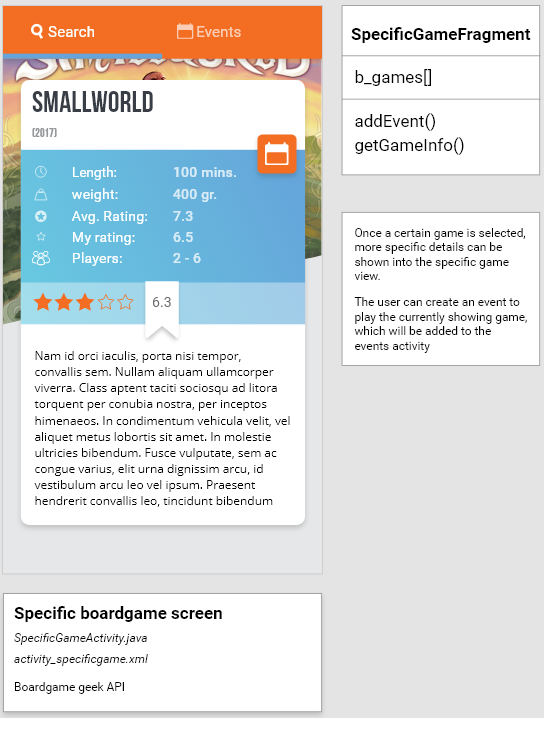 Search
Events
SMALLWORLD
(2017)
Length: 100 mins.
weight: 400 gr.
Avg. Rating: 7.3
My rating: 6.5
Players: 2 - 6
6.3
Nam id orci iaculis, porta nisi tempor,
convallis sem. Nullam aliquam ullamcorper
viverra. Class aptent taciti sociosqu ad litora
torquent per conubia nostra, per inceptos
himenaeos. In condimentum vehicula velit, vel
aliquet metus lobortis sit amet. In molestie
ultricies bibendum. Fusce vulputate, sem ac
congue varius, elit urna dignissim arcu, id
vestibulum arcu leo vel ipsum. Praesent
hendrerit convallis leo, tincidunt bibendum
Specific boardgame screen
SpecificGameActivity.java
activity_specificgame.xml
Boardgame geek API
SpecificGameFragment
b_games[]
addEvent()
getGameInfo()
Once a certain game is selected,
more specific details can be
shown into the specific game
view.
The user can create an event to
play the currently showing game,
which will be added to the
events activity